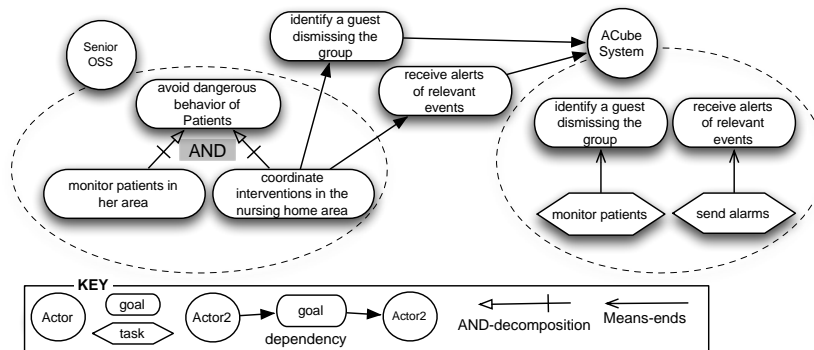 Senior
OSS
identify a guest
dismissing the
group
ACube
System
receive alerts
of relevant
events
avoid dangerous
behavior of
Patients
AND
monitor patients in
her area
coordinate
interventions in the
nursing home area
identify a guest
dismissing the
group
receive alerts
of relevant
events
monitor patients
send alarms
KEY
Actor
goal
task
Actor2
goal
Actor2
dependency
AND-decomposition
Means-ends